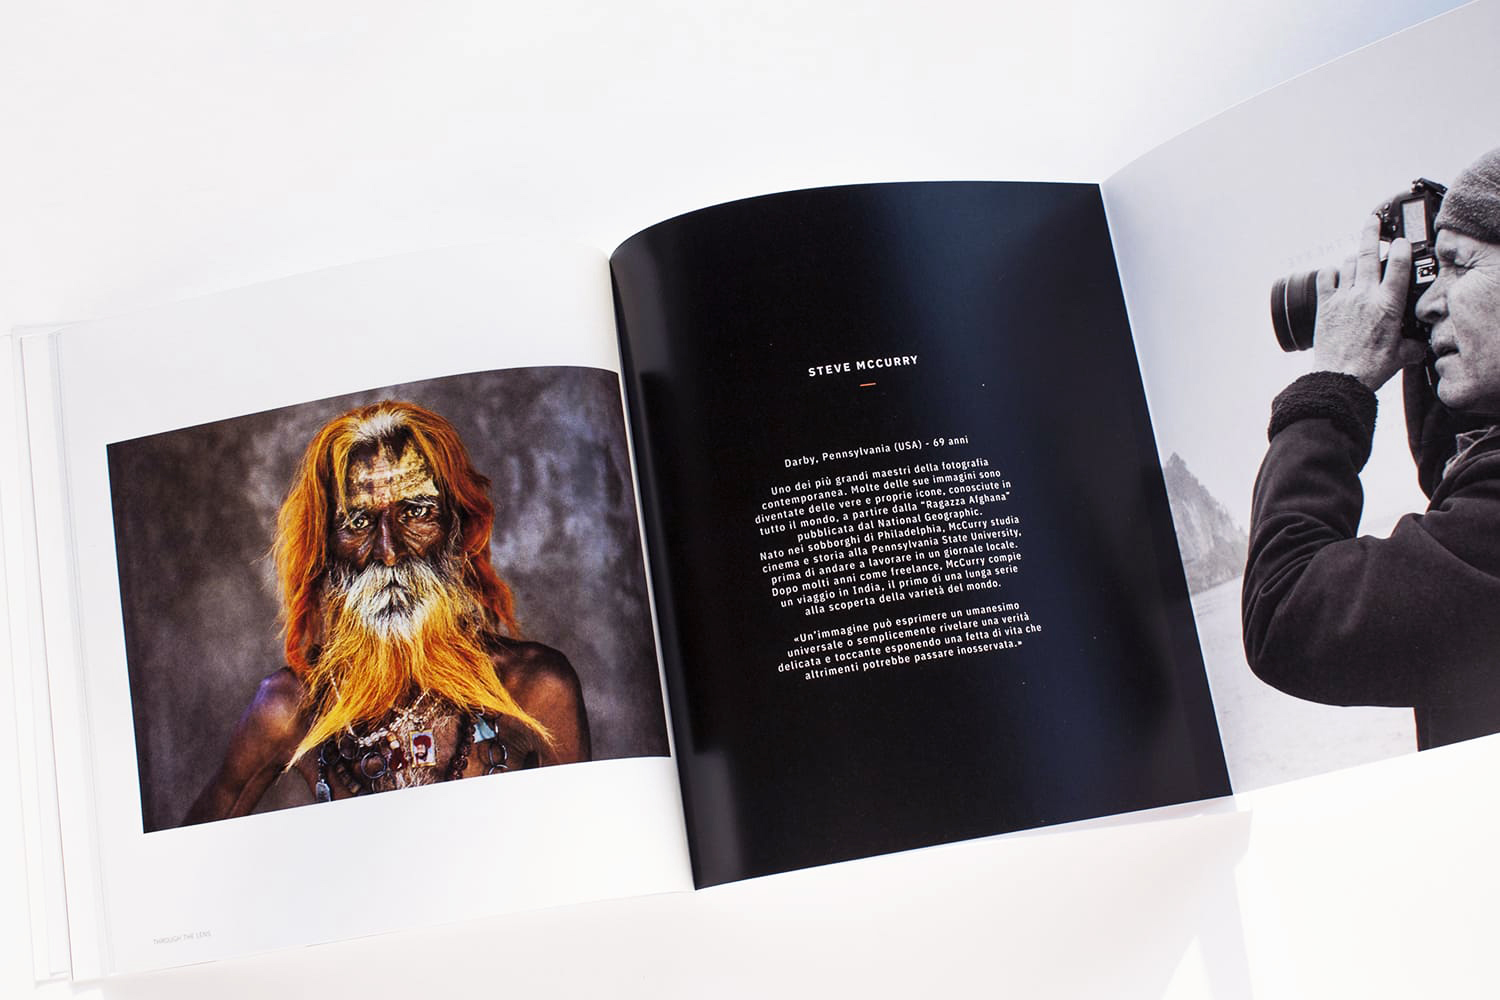 THROUGH THE LENS
STEVE MCCURRY
Darby, Pennsylvania (USA) - 69 anni
Uno dei più grandi maestri della fotografia
contemporanea. Molte delle sue immagini sono
diventate delle vere e proprie icone, conosciute in
tutto il mondo, a partire dalla "Ragazza Afghana"
pubblicata dal National Geographic.
Nato nei sobborghi di Philadelphia, McCurry studia
cinema e storia alla Pennsylvania State University,
prima di andare a lavorare in un giornale locale.
Dopo molti anni come freelance, McCurry compie
un viaggio in India, il primo di una lunga serie
alla scoperta della varietà del mondo.
«Un'immagine può esprimere un umanesimo
universale o semplicemente rivelare una verità
delicata e toccante esponendo una fetta di vita che
altrimenti potrebbe passare inosservata.»